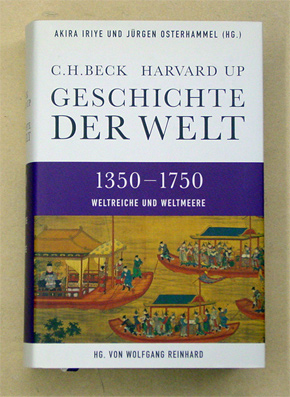 AKIRA IRIYE UND JÜRGEN OSTERHAMMEL (HG.)
C.H.BECK HARVARD UP
GESCHICHTE
DER WELT
1350–1750
WELTREICHE UND WELTMEERE
HG. VON WOLFGANG REINHARD